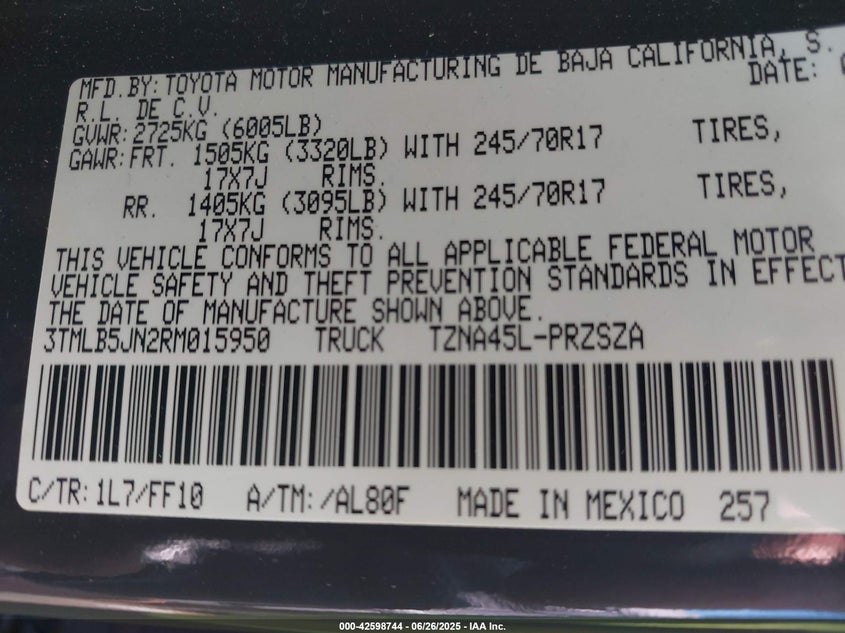 MFD.BY: TOYOTA MOTOR MANUFACTURING DE BAJA CALIFORNIA, S.
R.L. DE C.V. DATE:
GVWR: 2725KG (6005LB)
GAWR: FRT. 1505KG (3320LB) WITH 245/70R17 TIRES,
17X7J RIMS.
RR. 1405KG (3095LB) WITH 245/70R17 TIRES,
17X7J RIMS.
THIS VEHICLE CONFORMS TO ALL APPLICABLE FEDERAL MOTOR
VEHICLE SAFETY AND THEFT PREVENTION STANDARDS IN EFFECT
THE DATE OF MANUFACTURE SHOWN ABOVE.
3TMLB5JN2RM015950 TRUCK TZNA45L-PRZSZA
C/TR: 1L7/FF10 A/TM: /AL80F MADE IN MEXICO 257
000-42598744 - 06/26/2025 - IAA Inc.